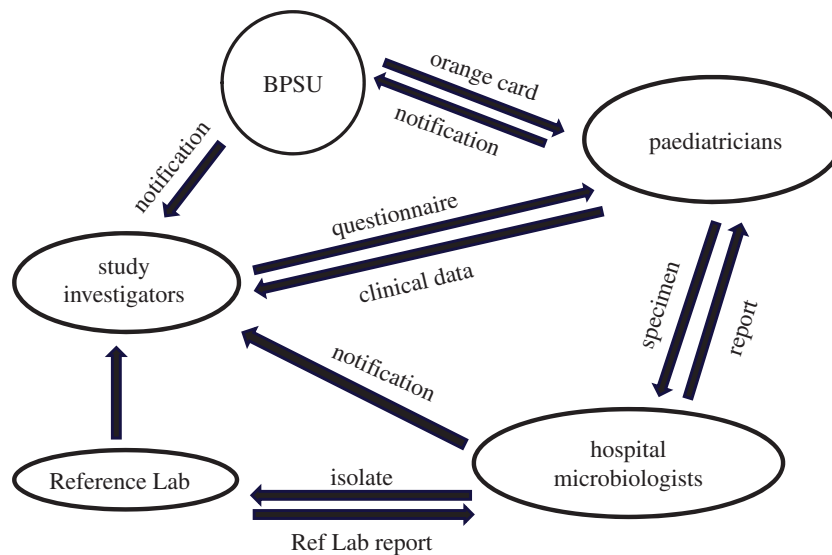 BPSU
orange card
notification
paediatricians
notification
questionnaire
clinical data
study
investigators
specimen
report
notification
hospital
microbiologists
Reference Lab
isolate
Ref Lab report